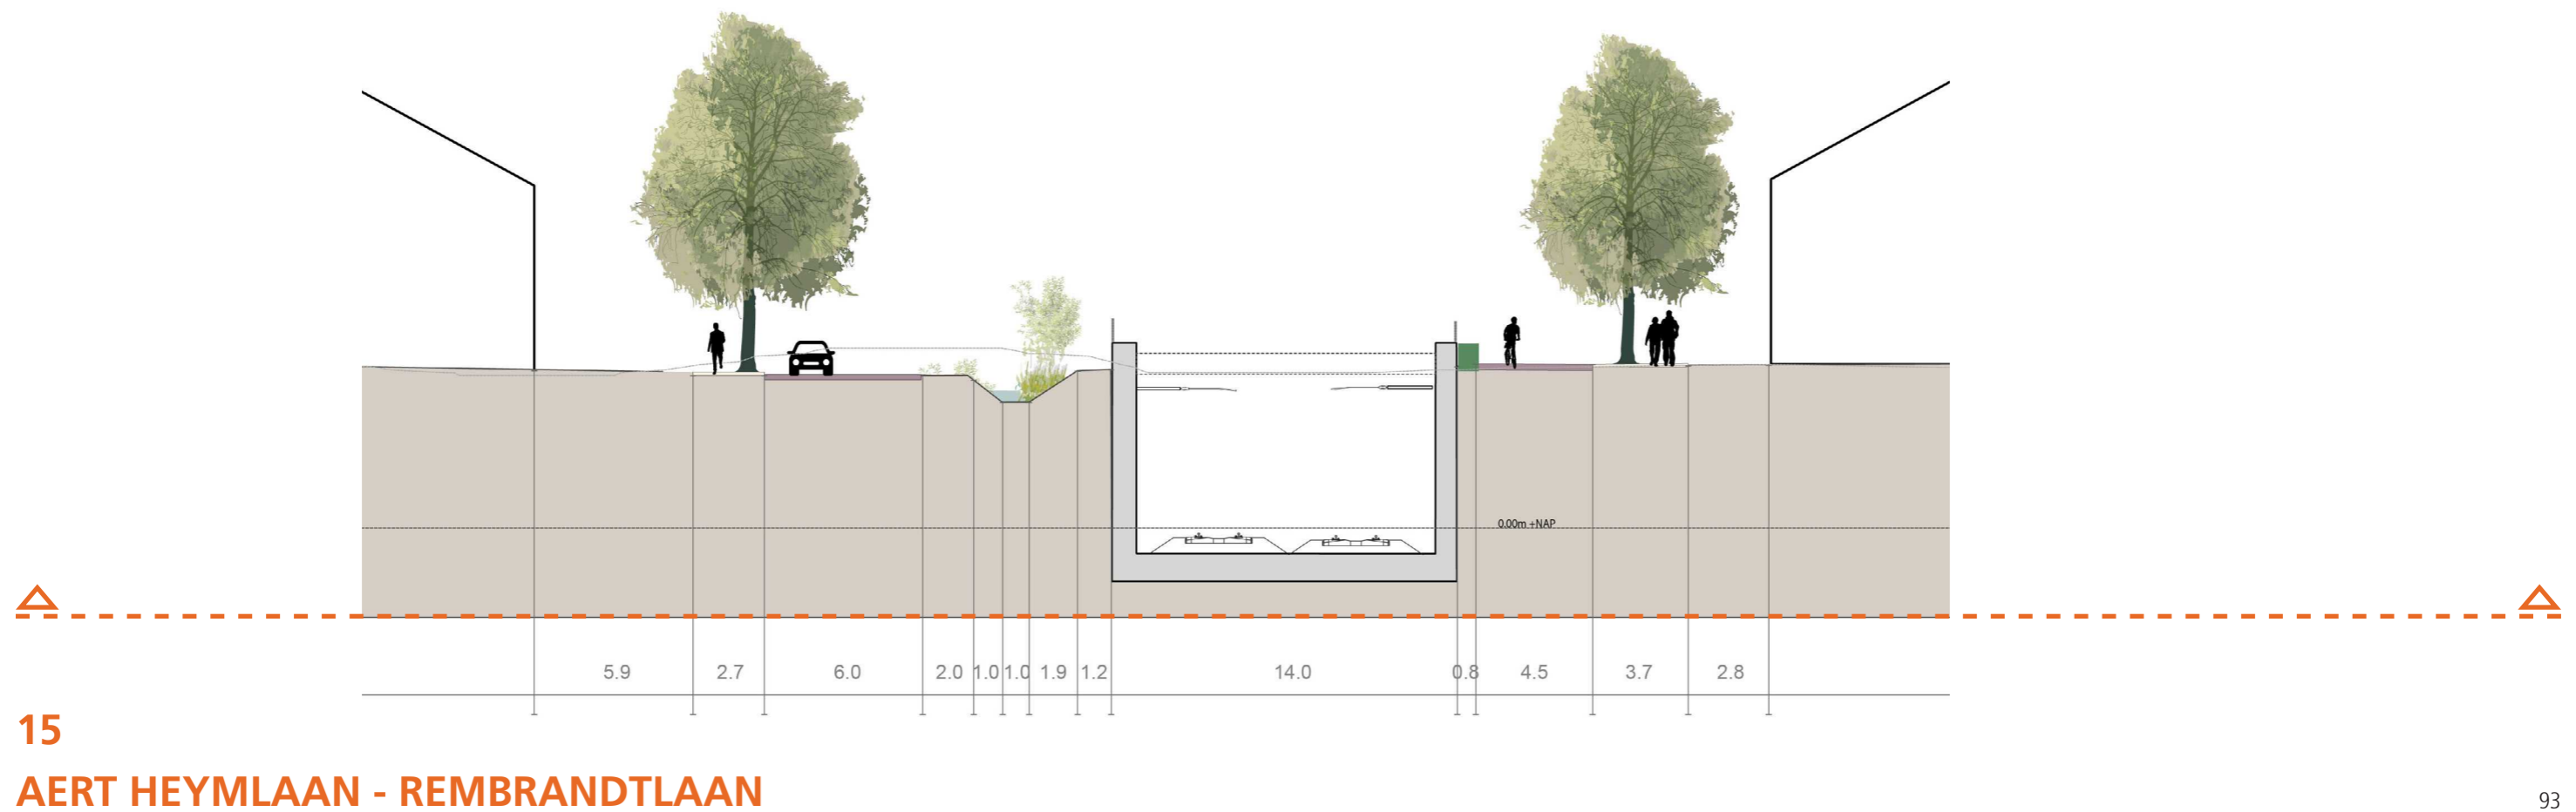 0.00m +NAP
5.9 2.7 6.0 2.0 1.0 1.0 1.9 1.2 14.0 0.8 4.5 3.7 2.8
15
AERT HEYMLAAN - REMBRANDTLAAN
93